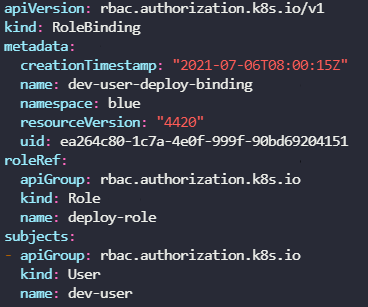 apiVersion: rbac.authorization.k8s.io/v1
kind: RoleBinding
metadata:
  creationTimestamp: "2021-07-06T08:00:15Z"
  name: dev-user-deploy-binding
  namespace: blue
  resourceVersion: "4420"
  uid: ea264c80-1c7a-4e0f-999f-90bd69204151
roleRef:
  apiGroup: rbac.authorization.k8s.io
  kind: Role
  name: deploy-role
subjects:
- apiGroup: rbac.authorization.k8s.io
  kind: User
  name: dev-user